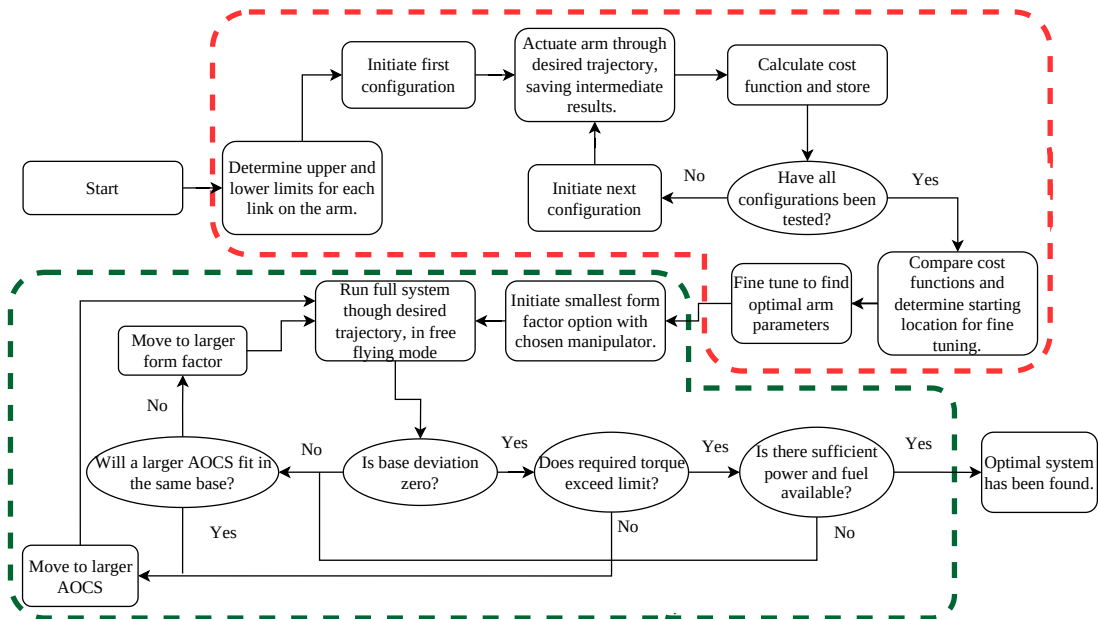 Start
Determine upper and
lower limits for each
link on the arm.
Initiate first
configuration
Actuate arm through
desired trajectory,
saving intermediate
results.
Calculate cost
function and store
Have all
configurations been
tested?
No
Yes
Initiate next
configuration
Compare cost
functions and
determine starting
location for fine
tuning.
Fine tune to find
optimal arm
parameters
Initiate smallest form
factor option with
chosen manipulator.
Run full system
though desired
trajectory, in free
flying mode
Move to larger
form factor
No
Will a larger AOCS fit in
the same base?
Yes
No
Is base deviation
zero?
Yes
Does required torque
exceed limit?
Yes
No
Is there sufficient
power and fuel
available?
Yes
No
Optimal system
has been found.
Move to larger
AOCS